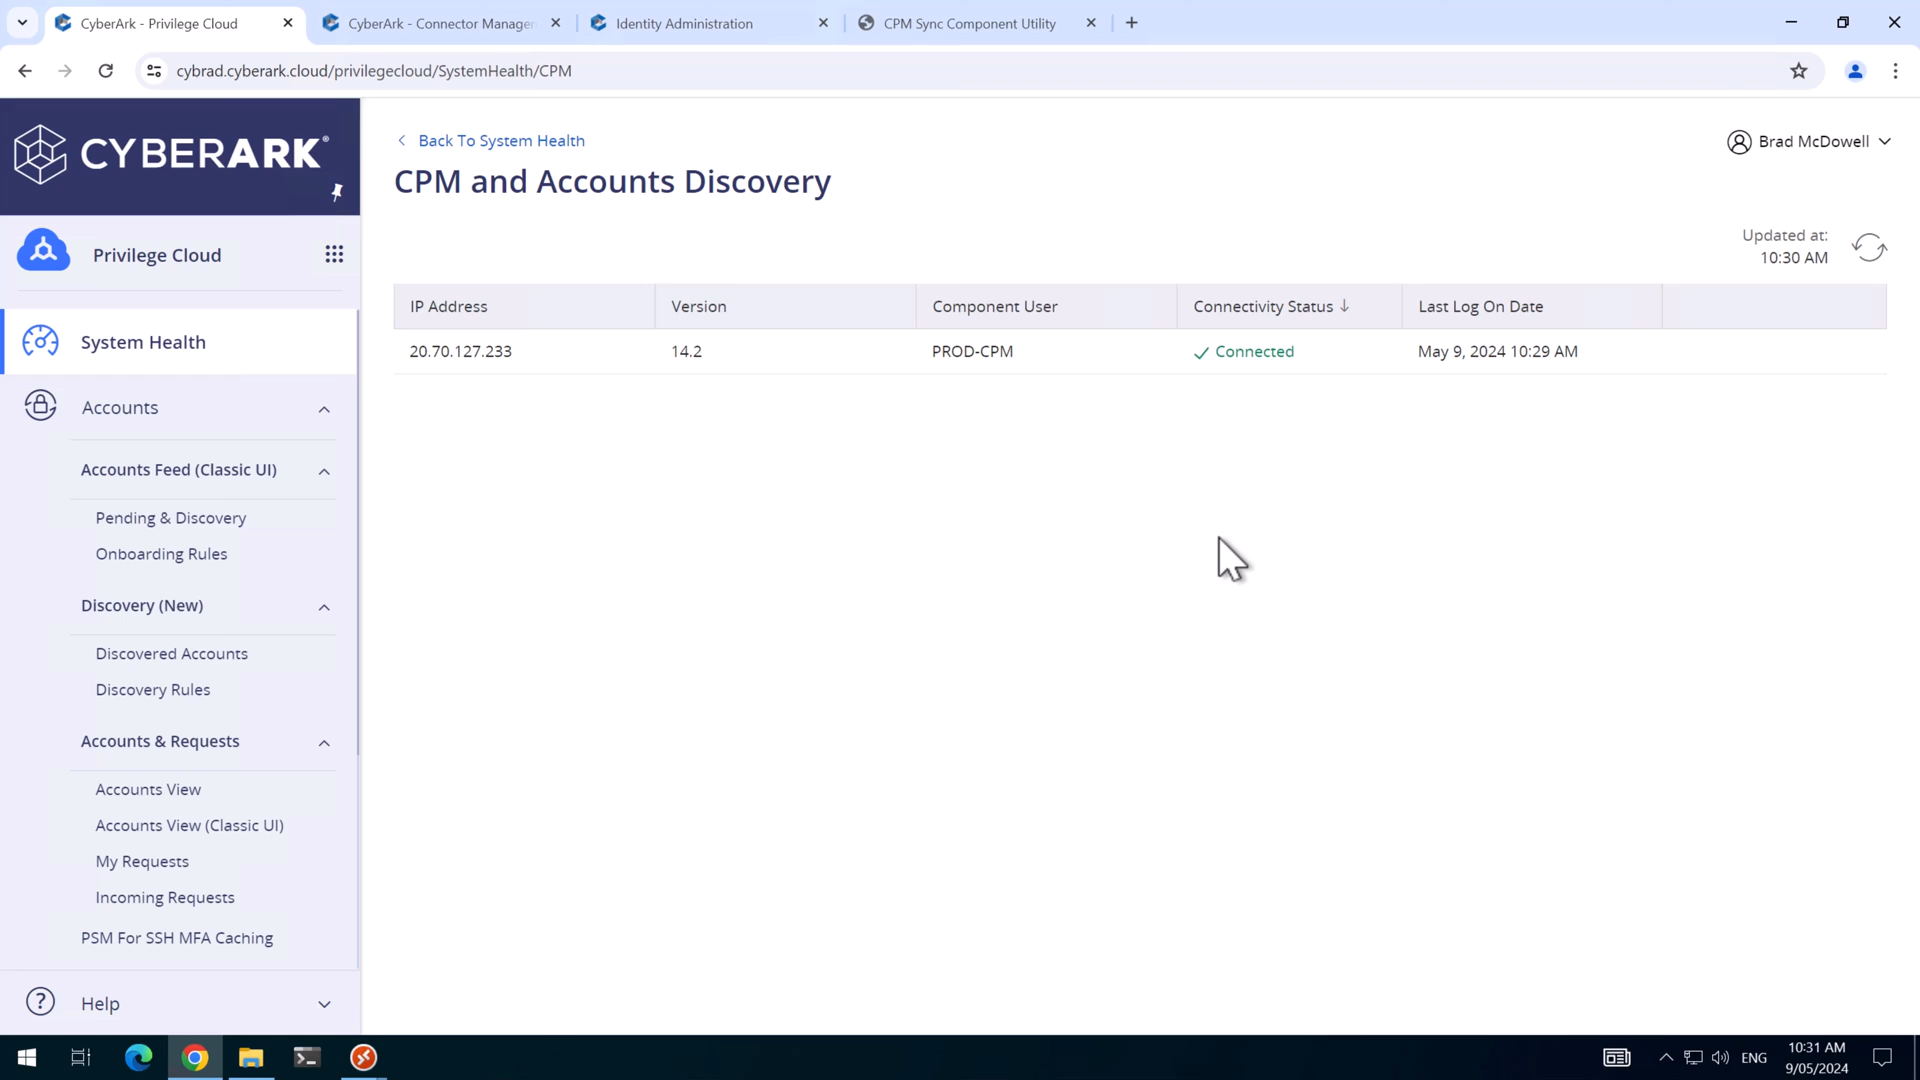 CyberArk - Privilege Cloud
CyberArk - Connector Manager
Identity Administration
CPM Sync Component Utility
cybrad.cyberark.cloud/privilegecloud/SystemHealth/CPM
CYBERARK®
Privilege Cloud
System Health
Accounts
Accounts Feed (Classic UI)
Pending & Discovery
Onboarding Rules
Discovery (New)
Discovered Accounts
Discovery Rules
Accounts & Requests
Accounts View
Accounts View (Classic UI)
My Requests
Incoming Requests
PSM For SSH MFA Caching
Help
Back To System Health
Brad McDowell
CPM and Accounts Discovery
Updated at:
10:30 AM
IP Address Version Component User Connectivity Status Last Log On Date
20.70.127.233 14.2 PROD-CPM Connected May 9, 2024 10:29 AM
ENG
10:31 AM
9/05/2024